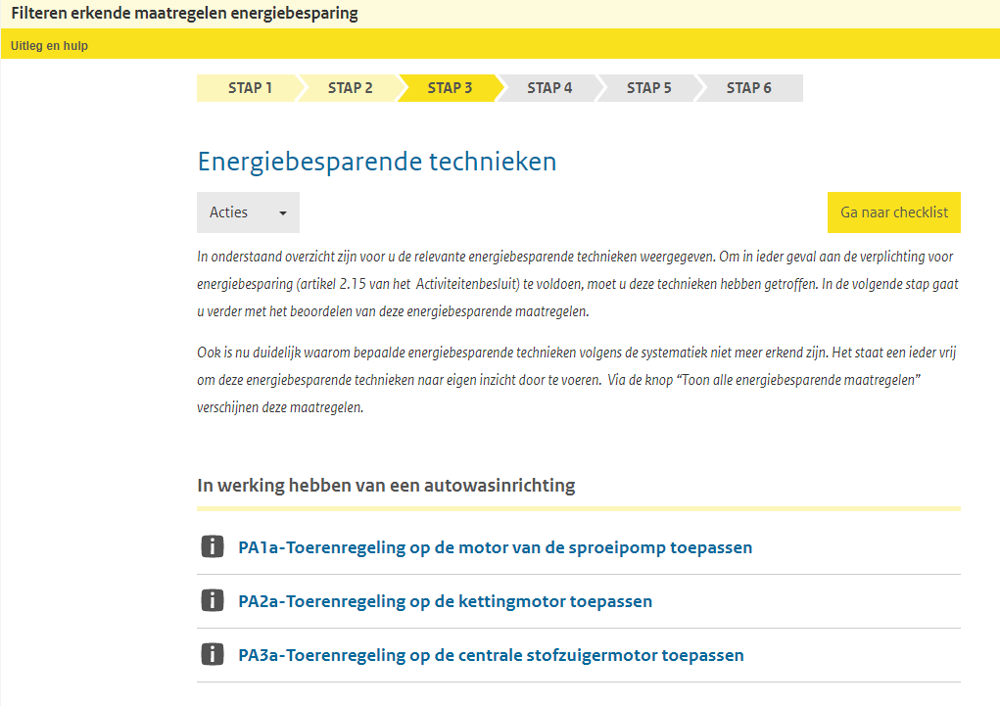 Filteren erkende maatregelen energiebesparing
Uitleg en hulp
STAP 1 STAP 2 STAP 3 STAP 4 STAP 5 STAP 6
Energiebesparende technieken
Acties
Ga naar checklist
In onderstaand overzicht zijn voor u de relevante energiebesparende technieken weergegeven. Om in ieder geval aan de verplichting voor
energiebesparing (artikel 2.15 van het Activiteitenbesluit) te voldoen, moet u deze technieken hebben getroffen. In de volgende stap gaat
u verder met het beoordelen van deze energiebesparende maatregelen.
Ook is nu duidelijk waarom bepaalde energiebesparende technieken volgens de systematiek niet meer erkend zijn. Het staat een ieder vrij
om deze energiebesparende technieken naar eigen inzicht door te voeren. Via de knop “Toon alle energiebesparende maatregelen”
verschijnen deze maatregelen.
In werking hebben van een autowasinrichting
i PA1a-Toerenregeling op de motor van de sproeipomp toepassen
i PA2a-Toerenregeling op de kettingmotor toepassen
i PA3a-Toerenregeling op de centrale stofzuigermotor toepassen